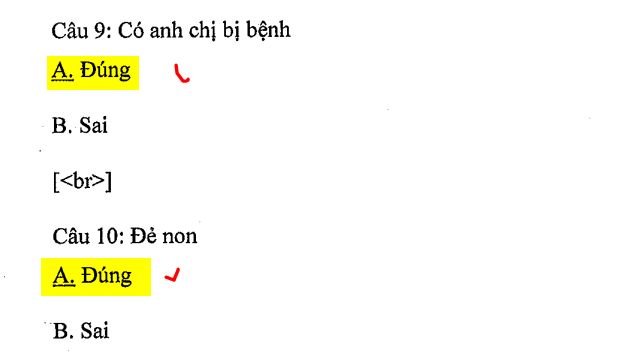 Câu 9: Có anh chị bị bệnh
A. Đúng
B. Sai
[<br>]
Câu 10: Đẻ non
A. Đúng
B. Sai